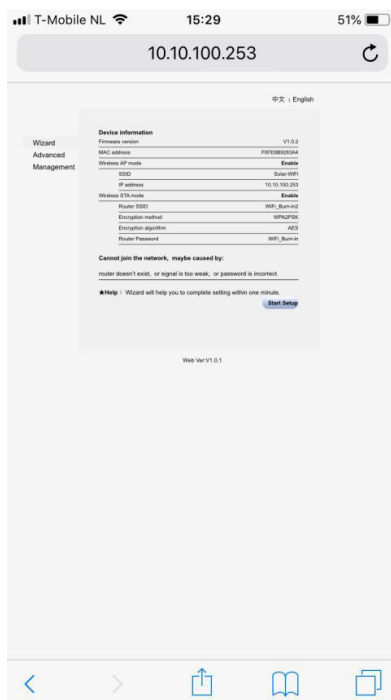 T-Mobile NL 15:29 51%
10.10.100.253
中文 | English
Wizard
Advanced
Management
Device information
Firmware version V1.0.2
MAC address
Wireless AP mode Enable
SSID Solar-WiFi
IP address 10.10.100.253
Wireless STA mode Enable
Router SSID WiFi_Burn-in2
Encryption method WPA2PSK
Encryption algorithm AES
Router Password WiFi_Burn-in
Cannot join the network, maybe caused by:
router doesn't exist, or signal is too weak, or password is incorrect.
★Help : Wizard will help you to complete setting within one minute.
Start Setup
Web Ver:V1.0.1